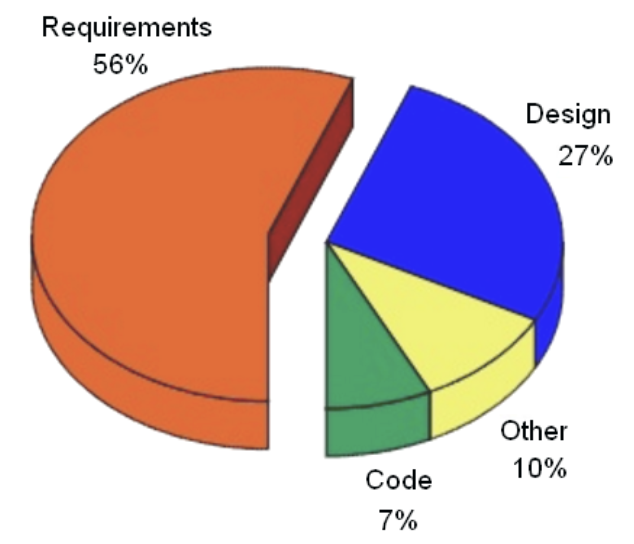 Requirements
56%
Design
27%
Other
10%
Code
7%